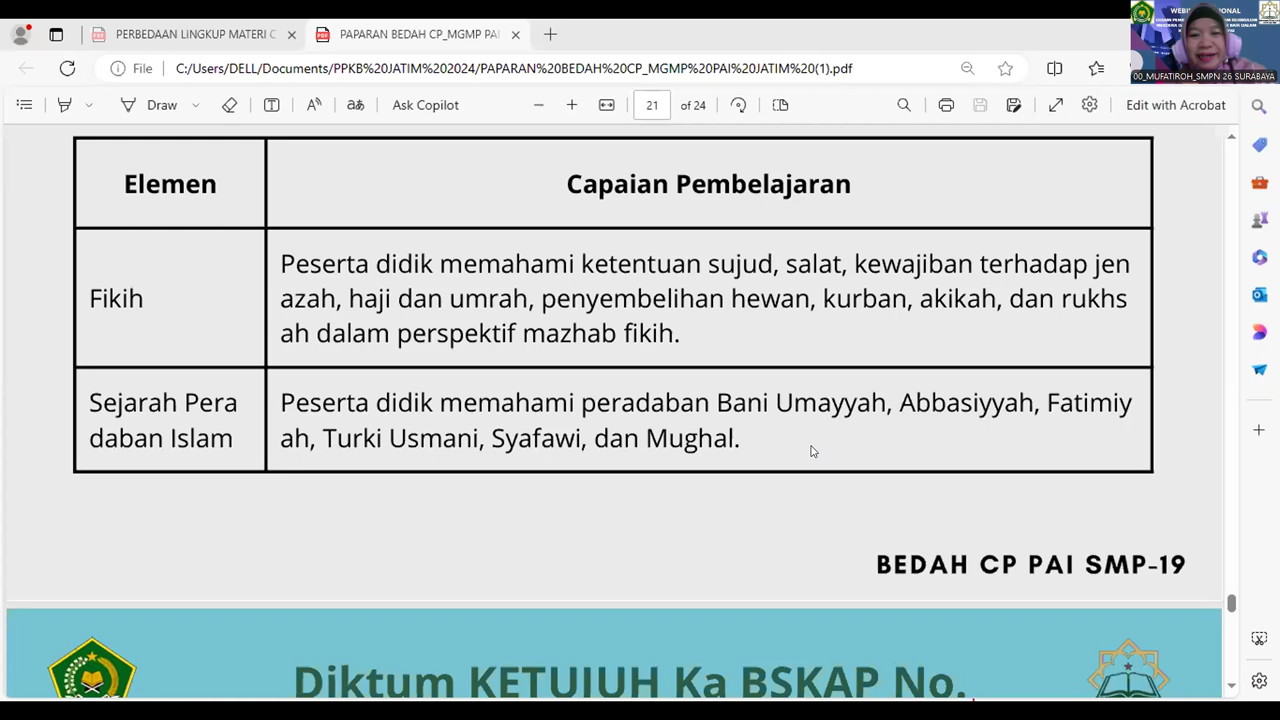 PERBEDAAN LINGKUP MATERI C
PAPARAN BEDAH CP_MGMP PAI
File
C:/Users/DELL/Documents/PPKB%20JATIM%202024/PAPARAN%20BEDAH%20CP_MGMP%20PAI%20JATIM%20(1).pdf
Draw
aあ
Ask Copilot
21 of 24
Edit with Acrobat
00_MUFATIROH_SMPN 26 SURABAYA
Elemen
Capaian Pembelajaran
Fikih
Peserta didik memahami ketentuan sujud, salat, kewajiban terhadap jen
azah, haji dan umrah, penyembelihan hewan, kurban, akikah, dan rukhs
ah dalam perspektif mazhab fikih.
Sejarah Pera
daban Islam
Peserta didik memahami peradaban Bani Umayyah, Abbasiyyah, Fatimiy
ah, Turki Usmani, Syafawi, dan Mughal.
BEDAH CP PAI SMP-19
Diktum KETUJUH Ka BSKAP No.